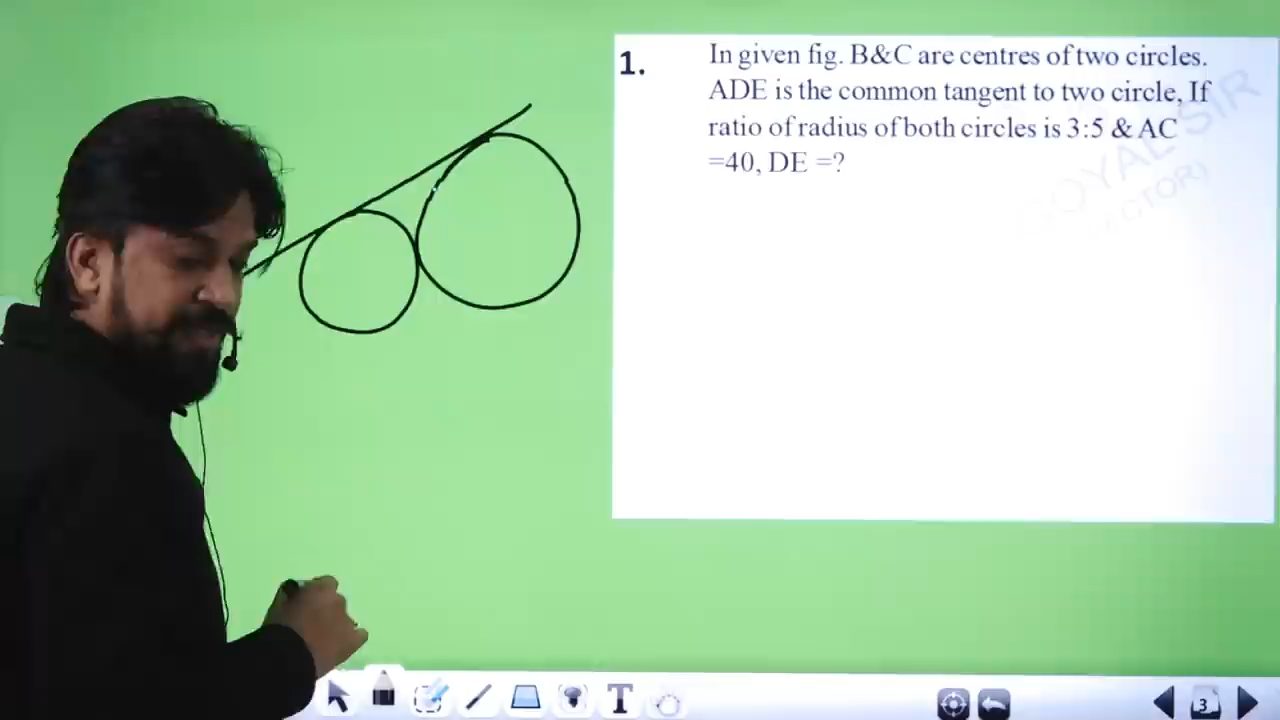 1.
In given fig. B&C are centres of two circles.
ADE is the common tangent to two circle, If
ratio of radius of both circles is 3:5 & AC
=40, DE =?
T
3